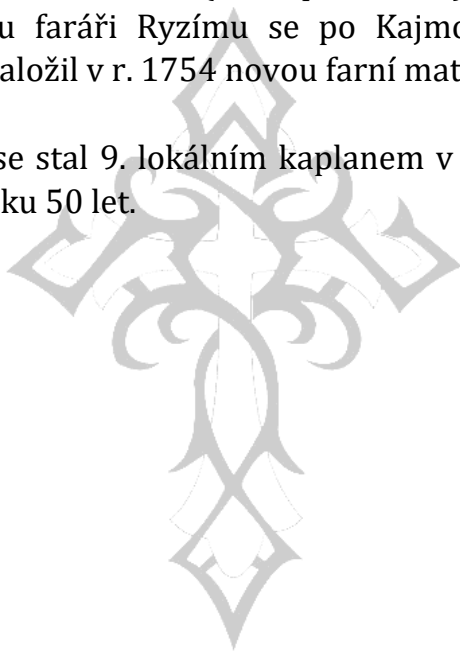 u faráři Ryzímu se po Kajmo
aložil v r. 1754 novou farní mat
se stal 9. lokálním kaplanem v
ku 50 let.